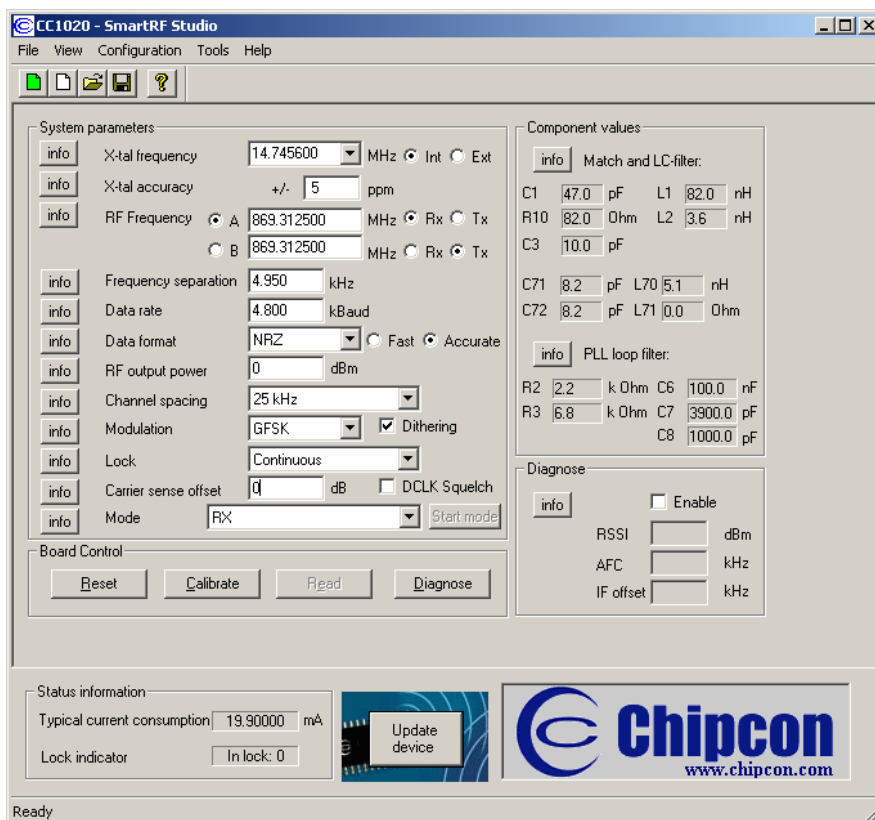 CC1020 - SmartRF Studio
File View Configuration Tools Help
System parameters
info X-tal frequency 14.745600 MHz Int Ext
info X-tal accuracy +/- 5 ppm
info RF Frequency A 869.312500 MHz Rx Tx
B 869.312500 MHz Rx Tx
info Frequency separation 4.950 kHz
info Data rate 4.800 kBaud
info Data format NRZ Fast Accurate
info RF output power 0 dBm
info Channel spacing 25 kHz
info Modulation GFSK Dithering
info Lock Continuous
info Carrier sense offset 0 dB DCLK Squelch
info Mode RX Start mode
Board Control
Reset Calibrate Read Diagnose
Component values
info Match and LC-filter:
C1 47.0 pF L1 82.0 nH
R10 82.0 Ohm L2 3.6 nH
C3 10.0 pF
C71 8.2 pF L70 5.1 nH
C72 8.2 pF L71 0.0 Ohm
info PLL loop filter:
R2 2.2 k Ohm C6 100.0 nF
R3 6.8 k Ohm C7 3900.0 pF
C8 1000.0 pF
Diagnose
info Enable
RSSI dBm
AFC kHz
IF offset kHz
Status information
Typical current consumption 19.90000 mA
Lock indicator In lock: 0
Update
device
Chipcon
www.chipcon.com
Ready